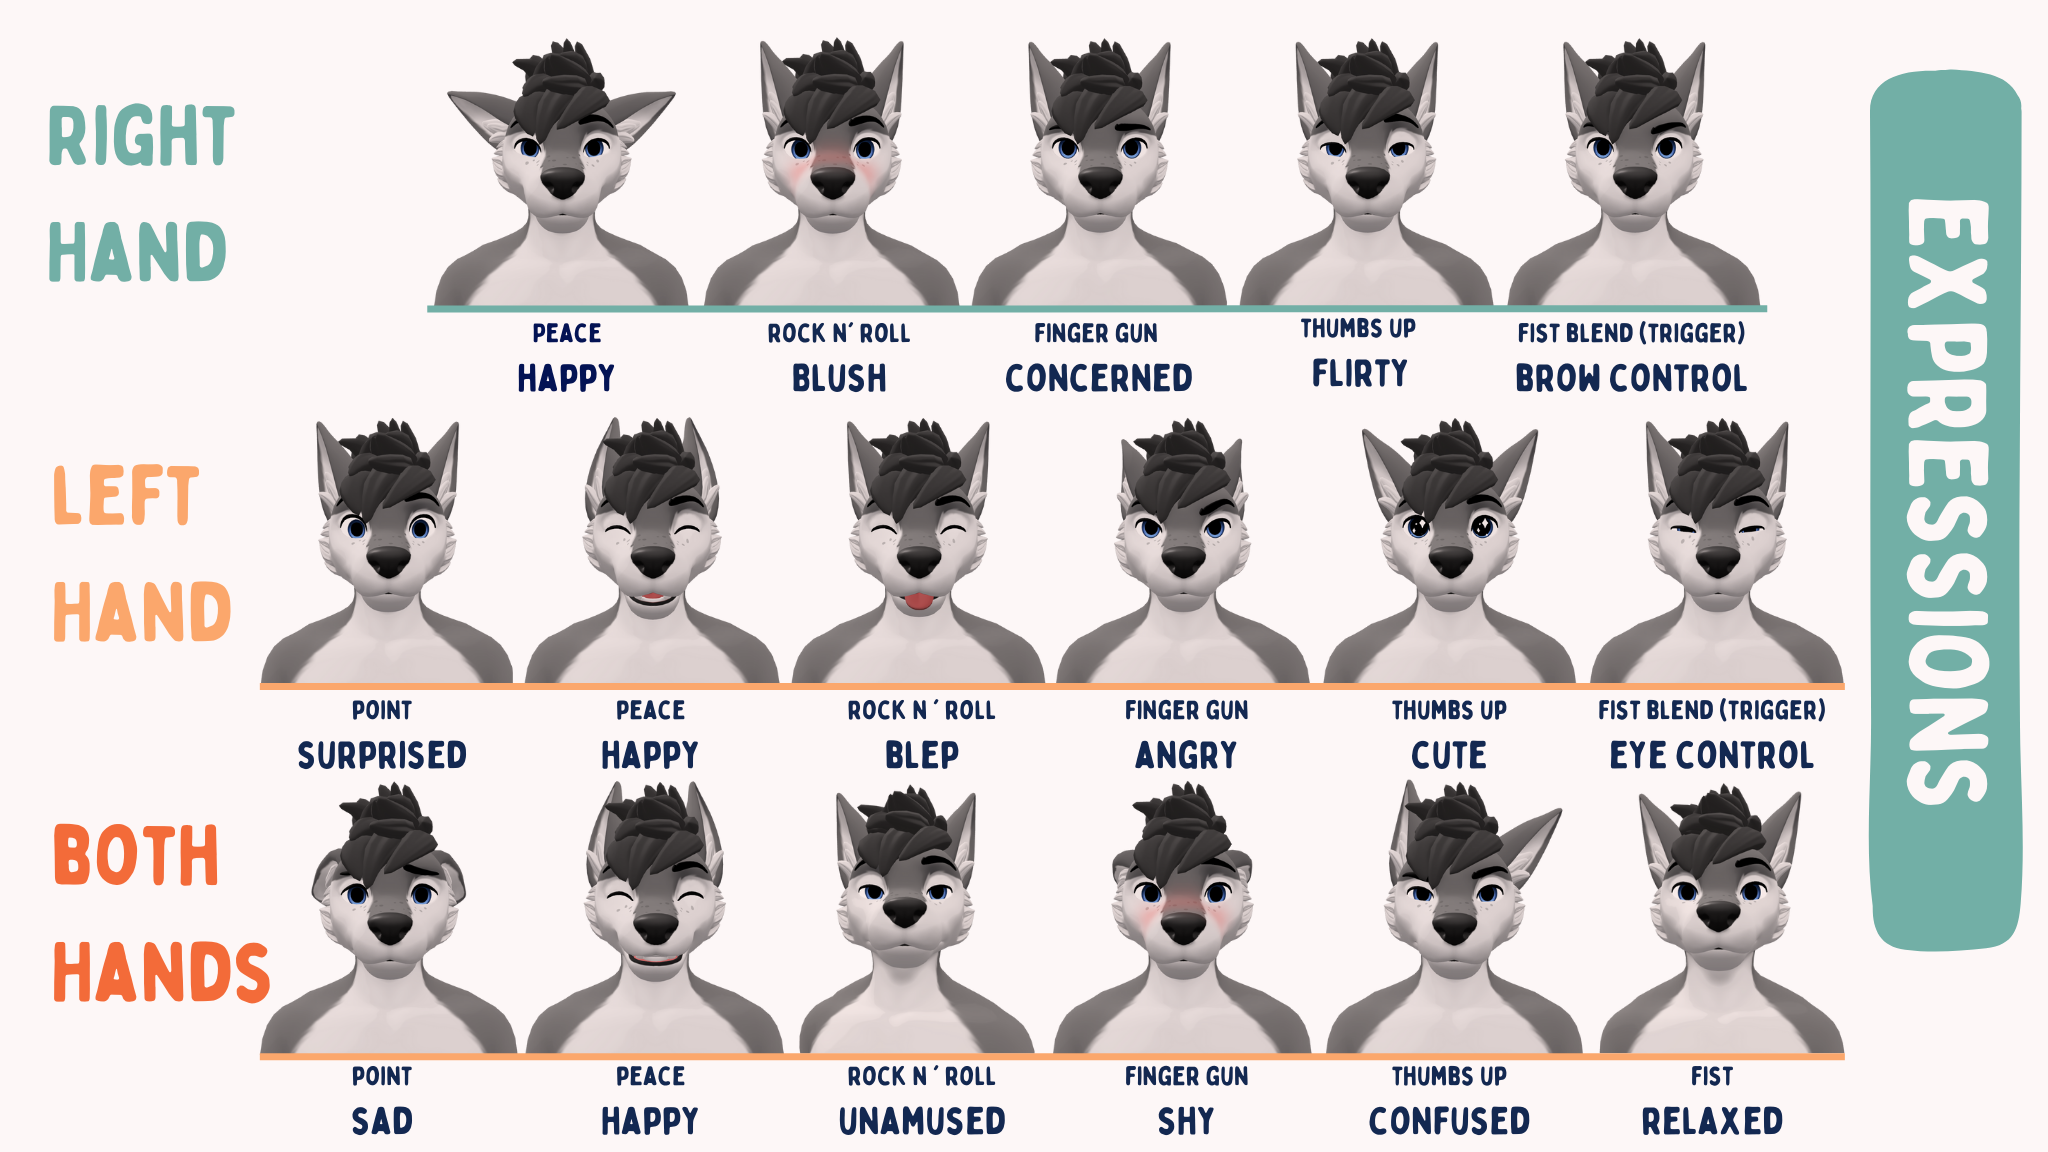 RIGHT
HAND
PEACE
HAPPY
ROCK N' ROLL
BLUSH
FINGER GUN
CONCERNED
THUMBS UP
FLIRTY
FIST BLEND (TRIGGER)
BROW CONTROL
LEFT
HAND
POINT
SURPRISED
PEACE
HAPPY
ROCK N 'ROLL
BLEP
FINGER GUN
ANGRY
THUMBS UP
CUTE
FIST BLEND (TRIGGER)
EYE CONTROL
BOTH
HANDS
POINT
SAD
PEACE
HAPPY
ROCK N 'ROLL
UNAMUSED
FINGER GUN
SHY
THUMBS UP
CONFUSED
FIST
RELAXED
EXPRESSIONS